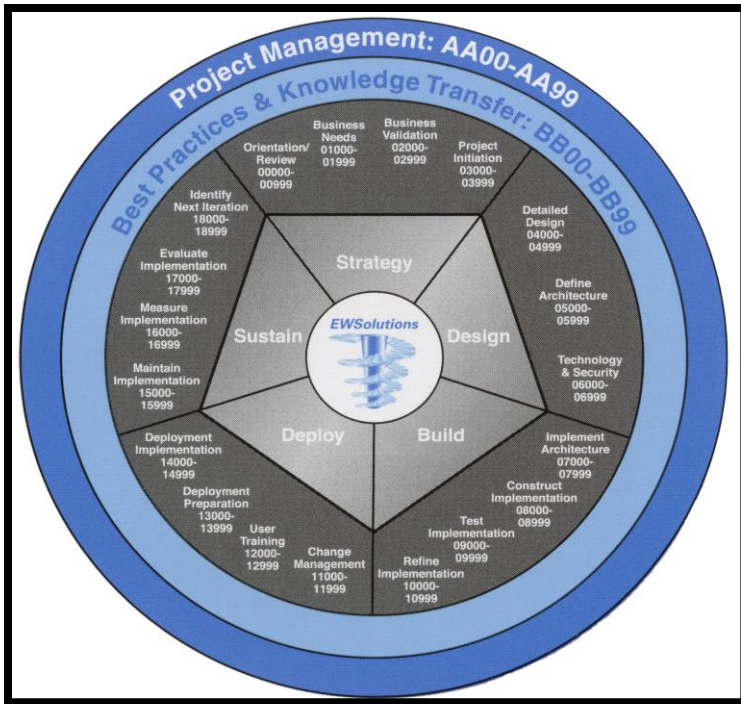 Project Management: AA00-AA99
Best Practices & Knowledge Transfer: BB00-BB99
Orientation/
Review
00000-
00999
Business
Needs
01000-
01999
Business
Validation
02000-
02999
Project
Initiation
03000-
03999
Detailed
Design
04000-
04999
Define
Architecture
05000-
05999
Technology
& Security
06000-
06999
Implement
Architecture
07000-
07999
Construct
Implementation
08000-
08999
Test
Implementation
09000-
09999
Refine
Implementation
10000-
10999
Change
Management
11000-
11999
User
Training
12000-
12999
Deployment
Preparation
13000-
13999
Deployment
Implementation
14000-
14999
Maintain
Implementation
15000-
15999
Measure
Implementation
16000-
16999
Evaluate
Implementation
17000-
17999
Identify
Next Iteration
18000-
18999
Strategy
Design
Build
Deploy
Sustain
EWSolutions